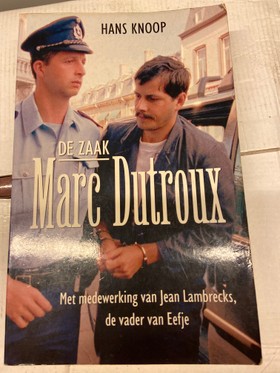 HANS KNOOP
DE ZAAK
Marc Dutroux
Met medewerking van Jean Lambrecks,
de vader van Eefje